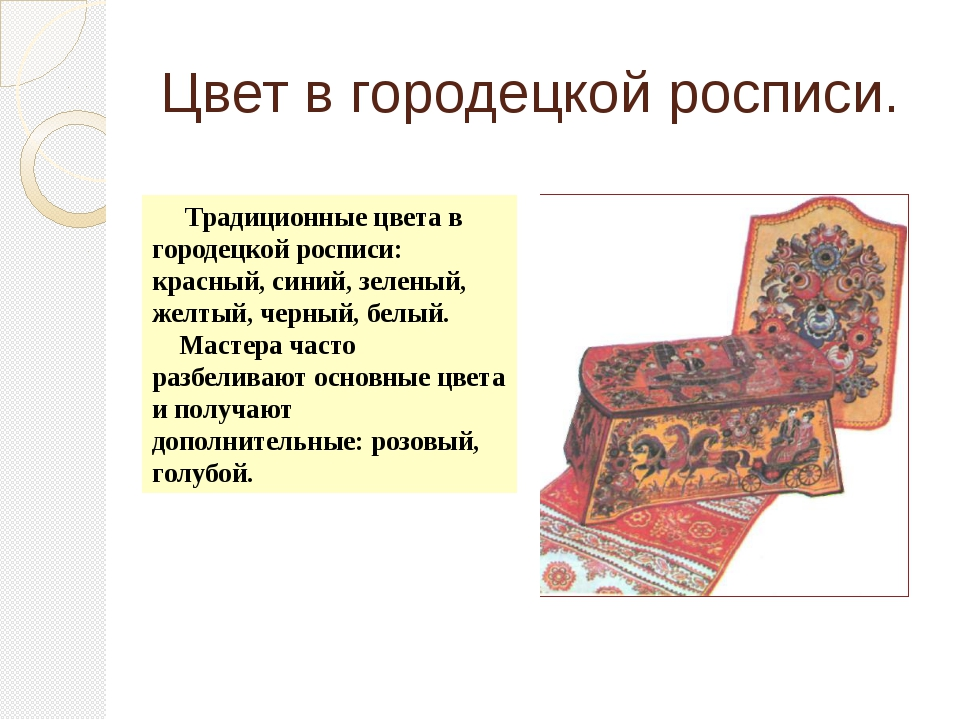 Цвет в городецкой росписи.
Традиционные цвета в
городецкой росписи:
красный, синий, зеленый,
желтый, черный, белый.
Мастера часто
разбеливают основные цвета
и получают
дополнительные: розовый,
голубой.